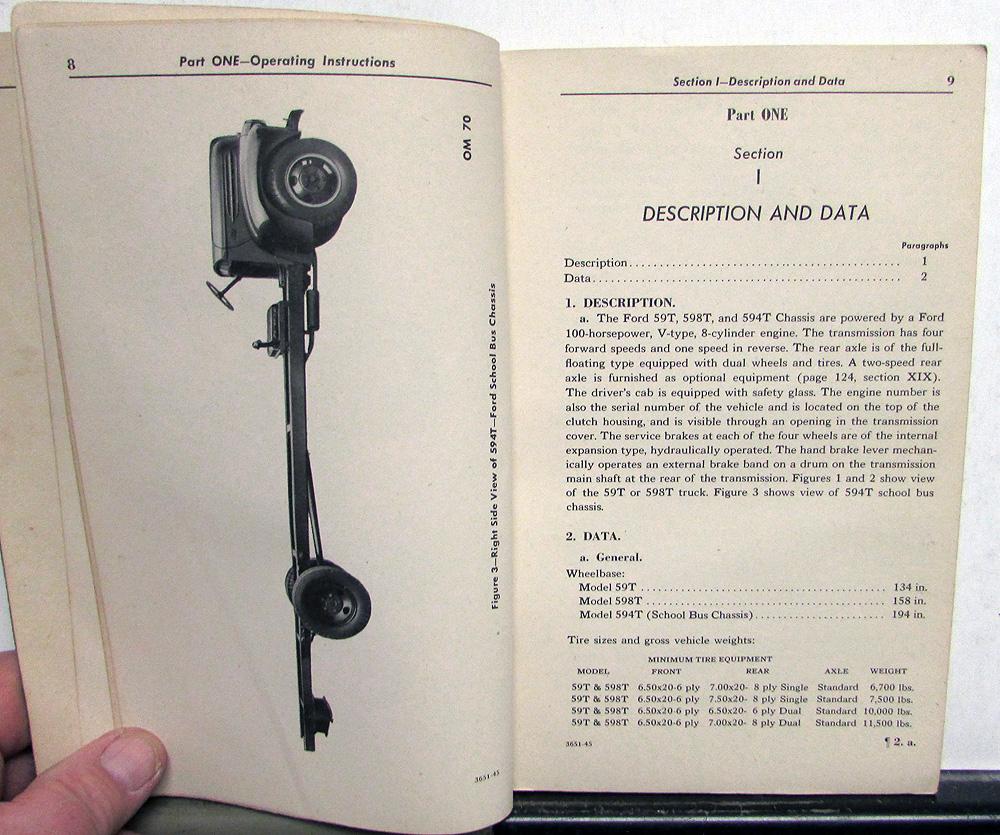 8
Part ONE—Operating Instructions
OM 70
Figure 3—Right Side View of 594T—Ford School Bus Chassis
3651-45
Section I—Description and Data
9
Part ONE
Section
I
DESCRIPTION AND DATA
Paragraphs
Description........................................ 1
Data............................................. 2
1. DESCRIPTION.
a. The Ford 59T, 598T, and 594T Chassis are powered by a Ford
100-horsepower, V-type, 8-cylinder engine. The transmission has four
forward speeds and one speed in reverse. The rear axle is of the full-
floating type equipped with dual wheels and tires. A two-speed rear
axle is furnished as optional equipment (page 124, section XIX).
The driver's cab is equipped with safety glass. The engine number is
also the serial number of the vehicle and is located on the top of the
clutch housing, and is visible through an opening in the transmission
cover. The service brakes at each of the four wheels are of the internal
expansion type, hydraulically operated. The hand brake lever mechan-
ically operates an external brake band on a drum on the transmission
main shaft at the rear of the transmission. Figures 1 and 2 show view
of the 59T or 598T truck. Figure 3 shows view of 594T school bus
chassis.
2. DATA.
a. General.
Wheelbase:
Model 59T ........................................ 134 in.
Model 598T ....................................... 158 in.
Model 594T (School Bus Chassis)..................... 194 in.
Tire sizes and gross vehicle weights:
MINIMUM TIRE EQUIPMENT
MODEL FRONT REAR AXLE WEIGHT
59T & 598T 6.50x20-6 ply 7.00x20- 8 ply Single Standard 6,700 lbs.
59T & 598T 6.50x20-6 ply 7.50x20- 8 ply Single Standard 7,500 lbs.
59T & 598T 6.50x20-6 ply 6.50x20- 6 ply Dual Standard 10,000 lbs.
59T & 598T 6.50x20-6 ply 7.00x20- 8 ply Dual Standard 11,500 lbs.
3651-45
¶ 2. a.